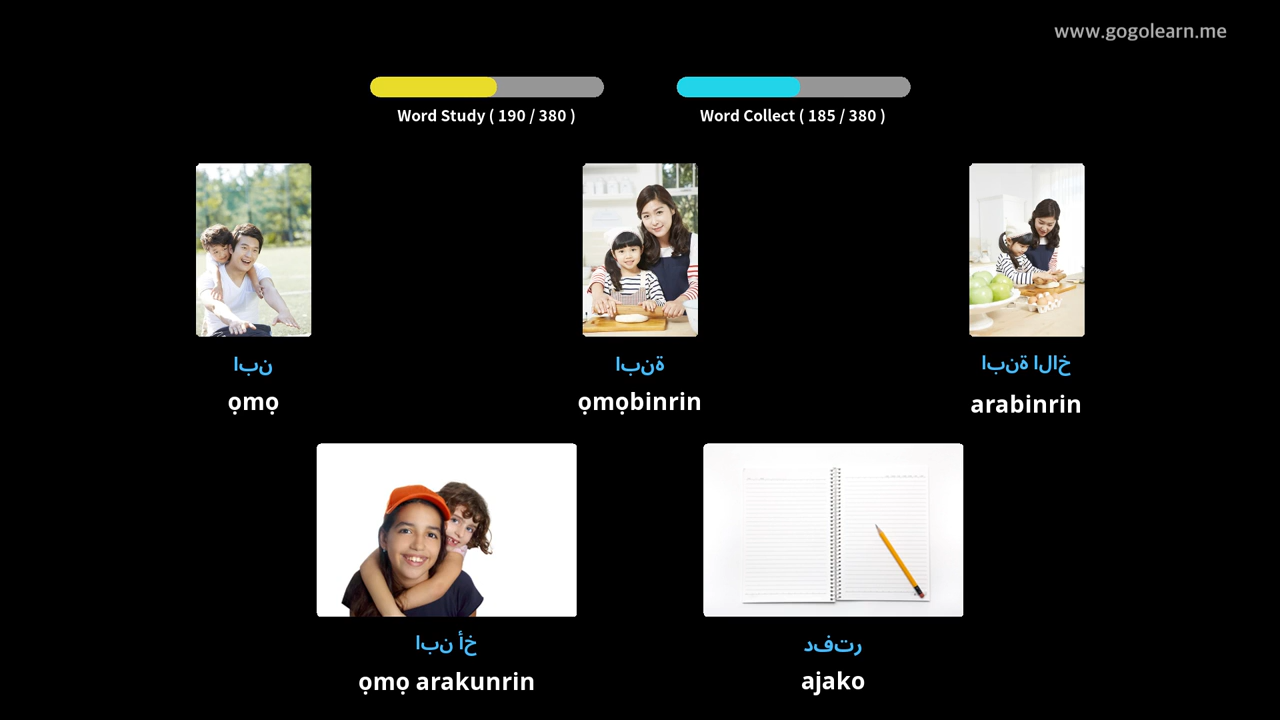 www.gogolearn.me
Word Study ( 190 / 380 )
Word Collect ( 185 / 380 )
ابن
ọmọ
ابنة
ọmọbinrin
ابنة الاخ
arabinrin
ابن أخ
ọmọ arakunrin
دفتر
ajako